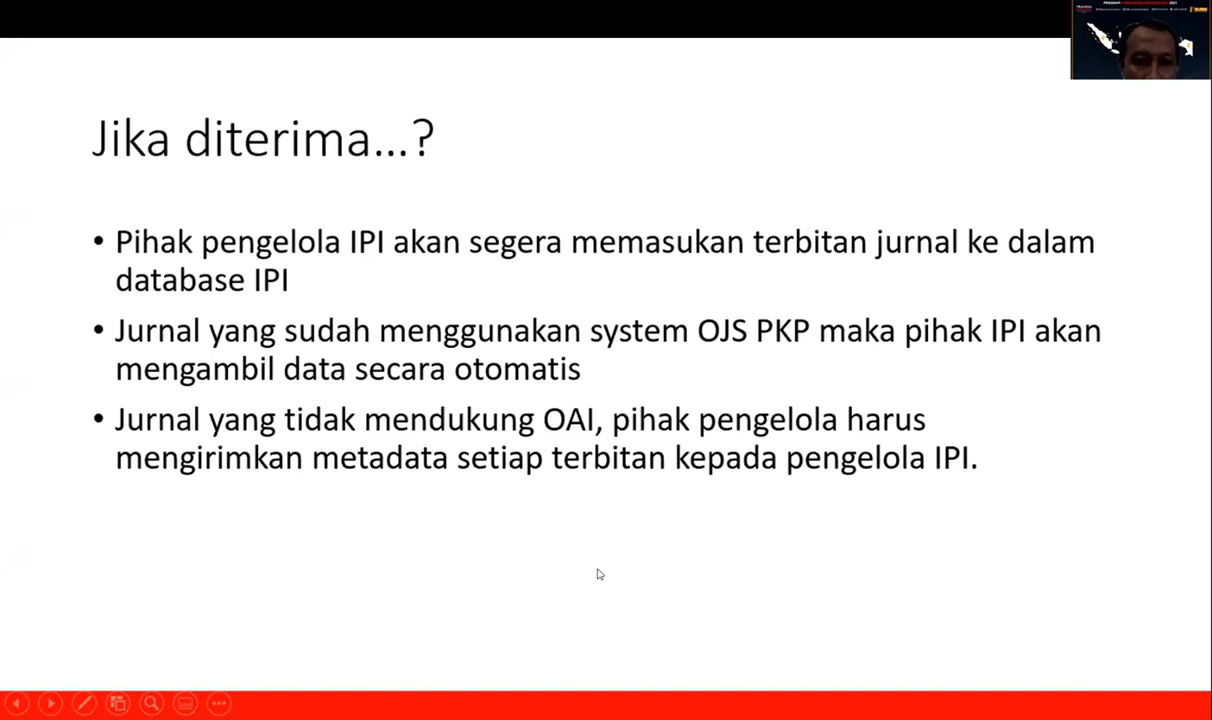 Jika diterima...?
• Pihak pengelola IPI akan segera memasukan terbitan jurnal ke dalam
database IPI
• Jurnal yang sudah menggunakan system OJS PKP maka pihak IPI akan
mengambil data secara otomatis
• Jurnal yang tidak mendukung OAI, pihak pengelola harus
mengirimkan metadata setiap terbitan kepada pengelola IPI.